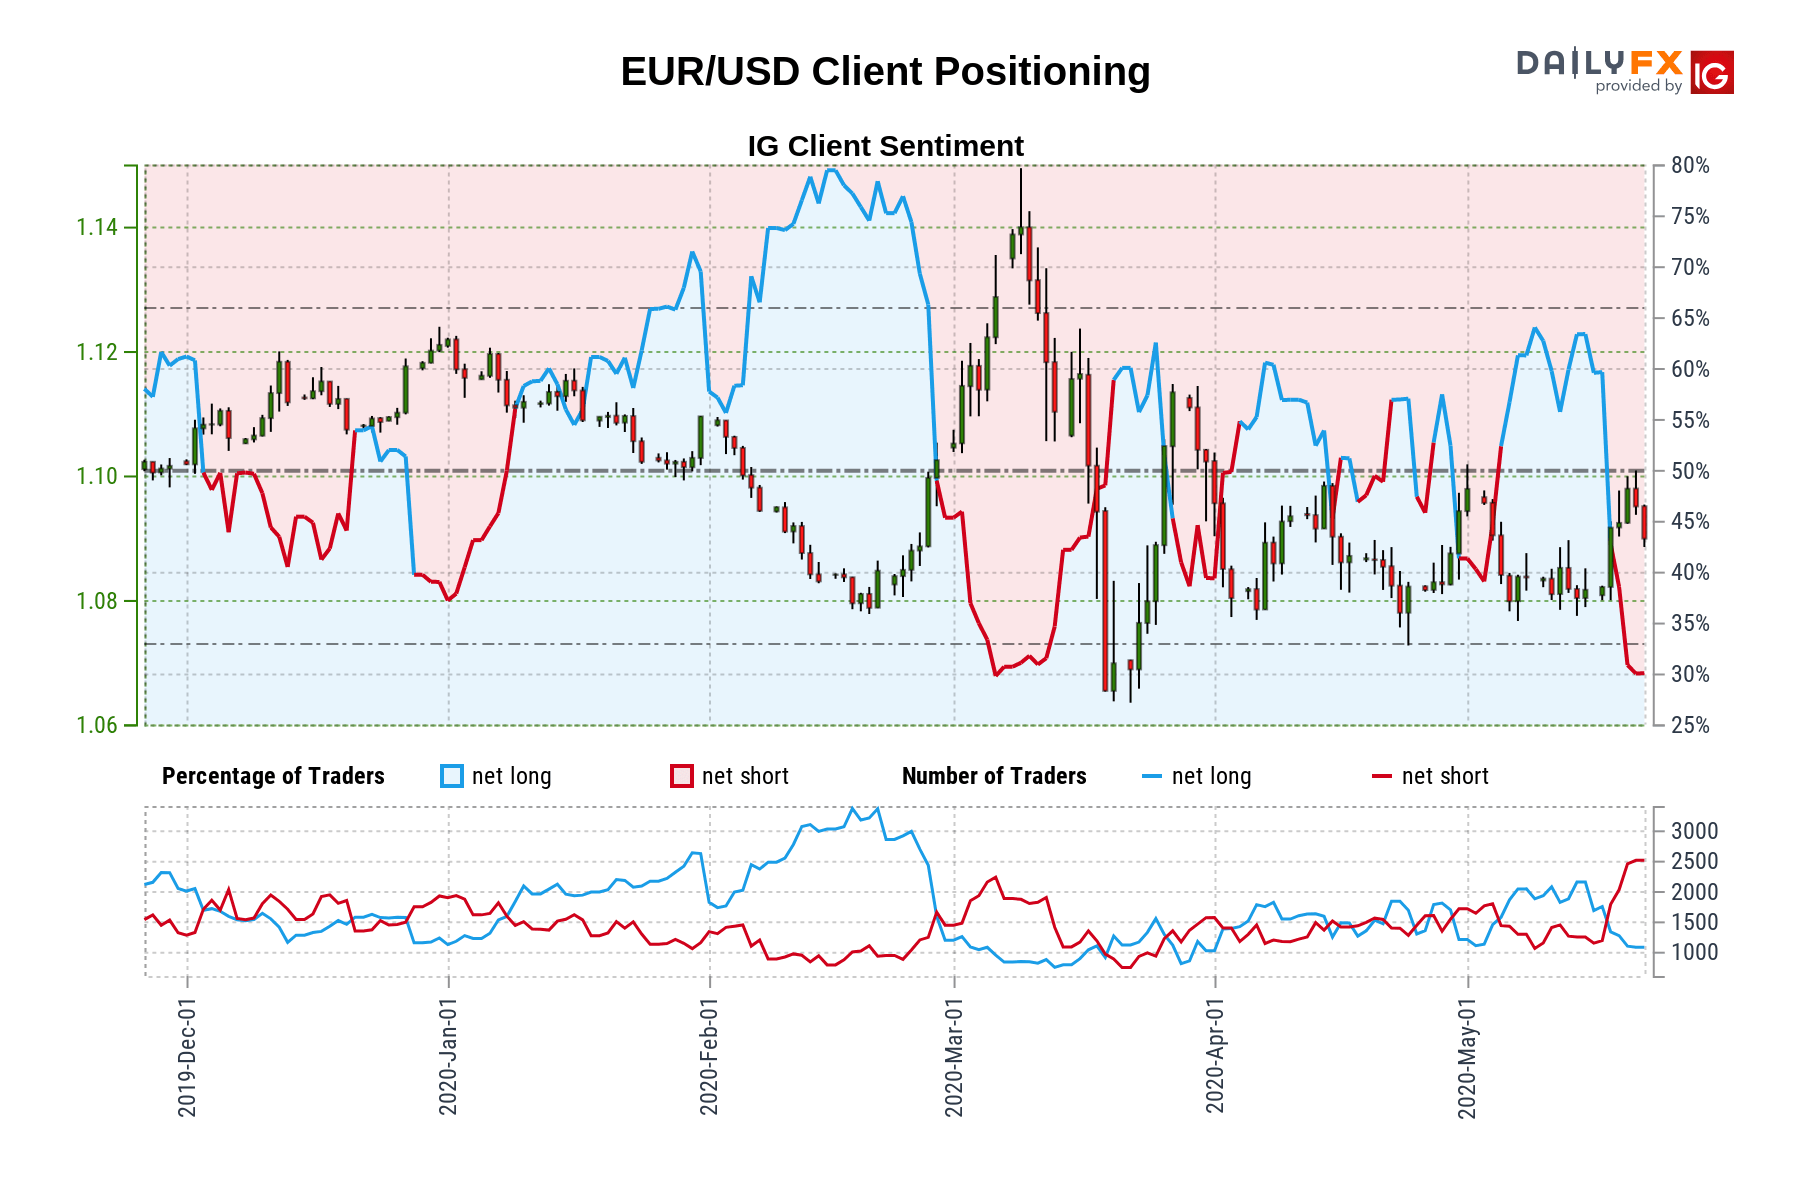 EUR/USD Client Positioning
DAILYFX
provided by IG
IG Client Sentiment
1.14
1.12
1.10
1.08
1.06
80%
75%
70%
65%
60%
55%
50%
45%
40%
35%
30%
25%
Percentage of Traders net long net short Number of Traders net long net short
3000
2500
2000
1500
1000
2019-Dec-01
2020-Jan-01
2020-Feb-01
2020-Mar-01
2020-Apr-01
2020-May-01